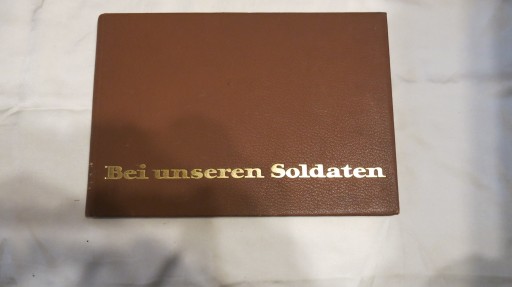 Bei unseren Soldaten